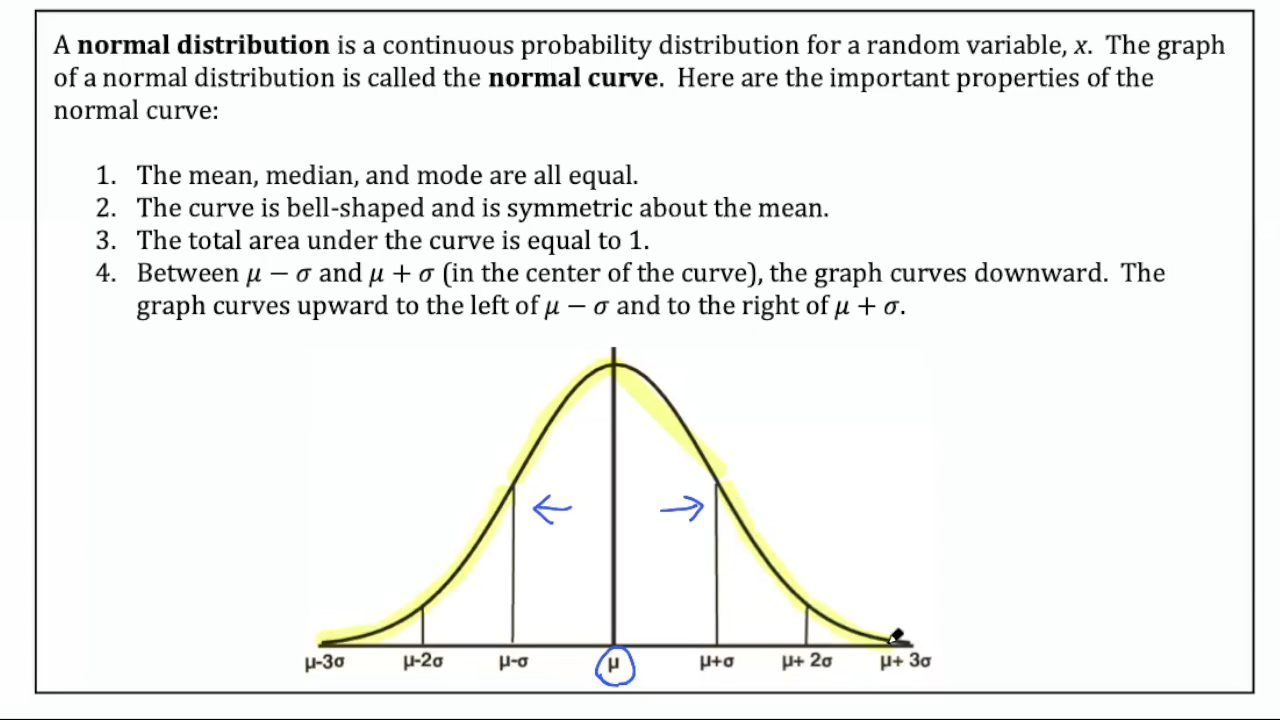 A normal distribution is a continuous probability distribution for a random variable, x. The graph
of a normal distribution is called the normal curve. Here are the important properties of the
normal curve:
1. The mean, median, and mode are all equal.
2. The curve is bell-shaped and is symmetric about the mean.
3. The total area under the curve is equal to 1.
4. Between μ − σ and μ + σ (in the center of the curve), the graph curves downward. The
graph curves upward to the left of μ − σ and to the right of μ + σ.
μ-3σ μ-2σ μ-σ μ μ+σ μ+ 2σ μ+ 3σ